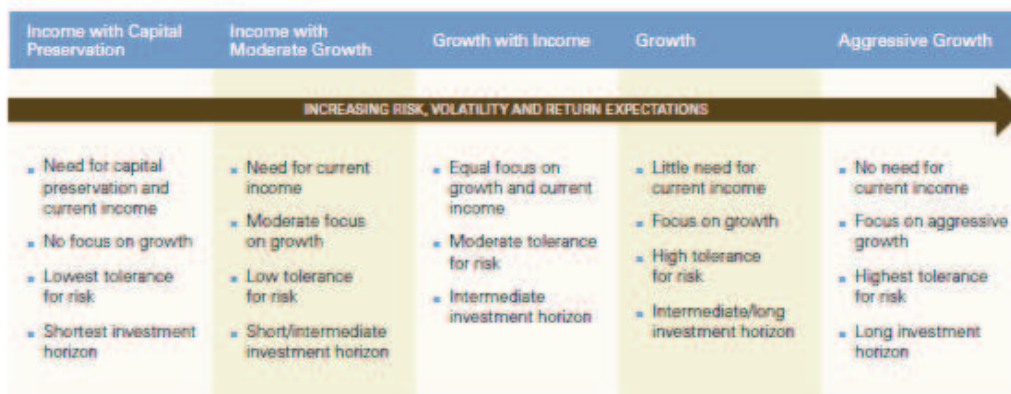 Income with Capital
Preservation
Income with
Moderate Growth
Growth with Income
Growth
Aggressive Growth
INCREASING RISK, VOLATILITY AND RETURN EXPECTATIONS
Need for capital
preservation and
current income
No focus on growth
Lowest tolerance
for risk
Shortest investment
horizon
Need for current
income
Moderate focus
on growth
Low tolerance
for risk
Short/intermediate
investment horizon
Equal focus on
growth and current
income
Moderate tolerance
for risk
Intermediate
investment horizon
Little need for
current income
Focus on growth
High tolerance
for risk
Intermediate/long
investment horizon
No need for
current income
Focus on aggressive
growth
Highest tolerance
for risk
Long investment
horizon